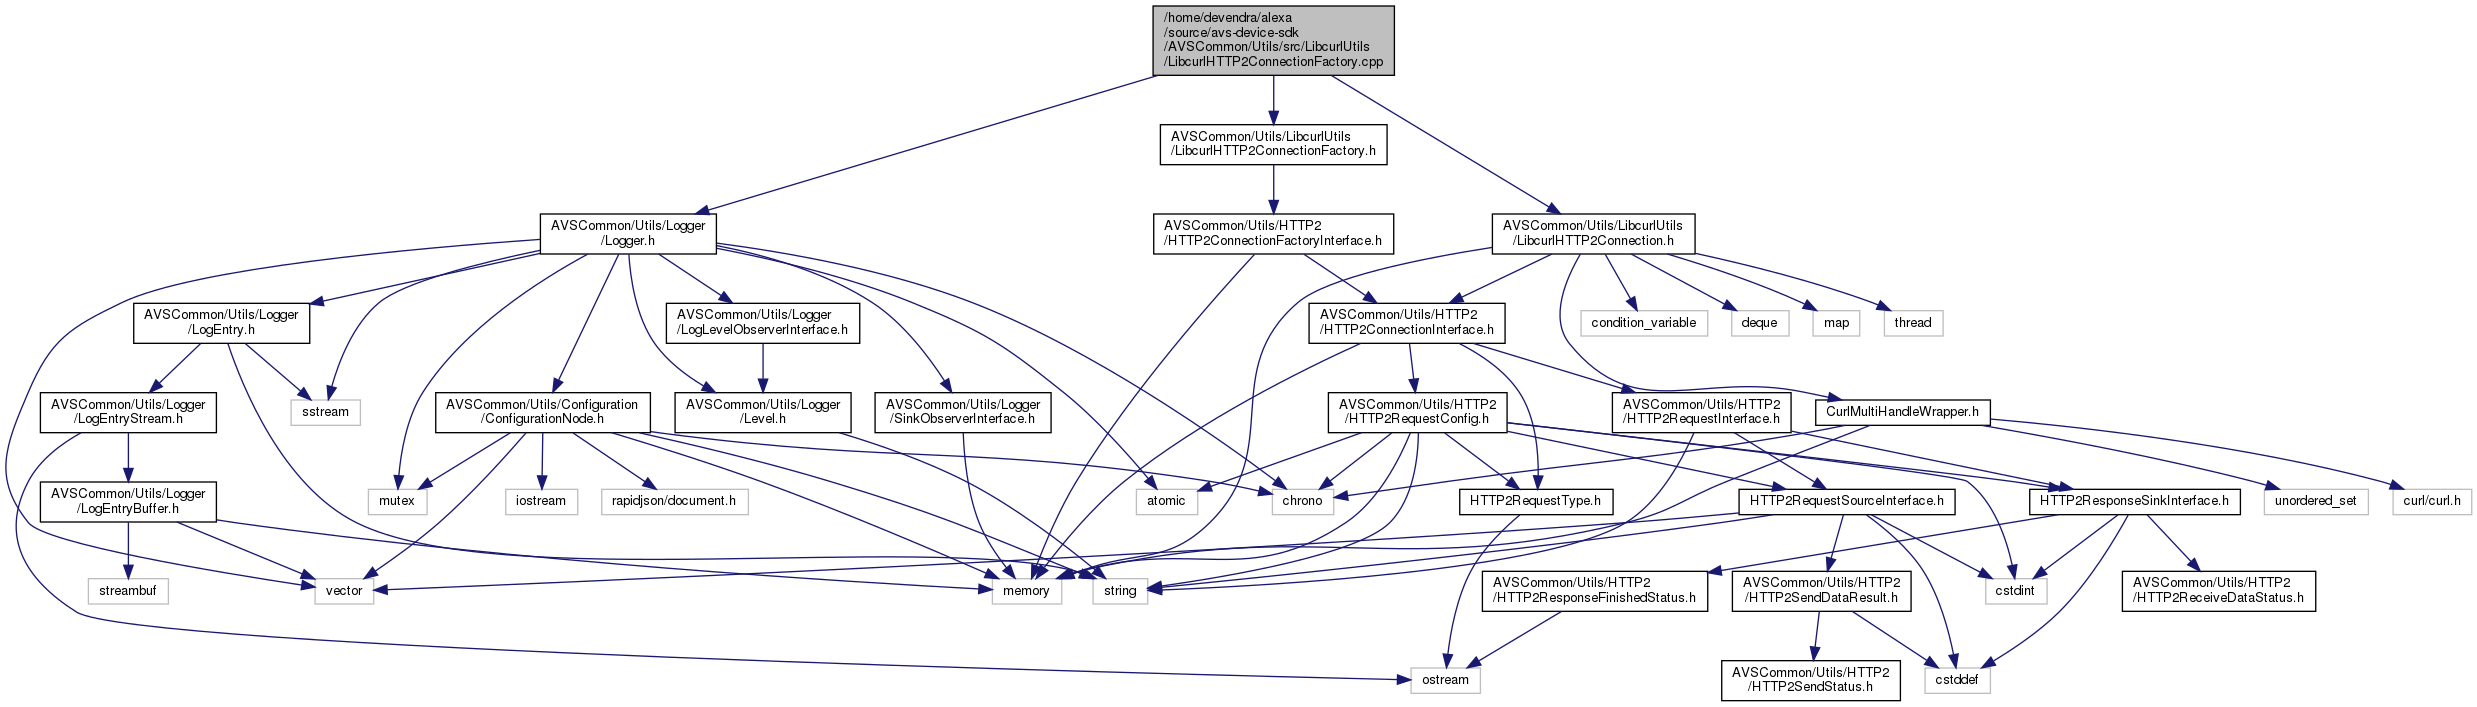 /home/devendra/alexa
/source/avs-device-sdk
/AVSCommon/Utils/src/LibcurlUtils
/LibcurlHTTP2ConnectionFactory.cpp
AVSCommon/Utils/LibcurlUtils
/LibcurlHTTP2ConnectionFactory.h
AVSCommon/Utils/Logger
/Logger.h
AVSCommon/Utils/HTTP2
/HTTP2ConnectionFactoryInterface.h
AVSCommon/Utils/LibcurlUtils
/LibcurlHTTP2Connection.h
AVSCommon/Utils/Logger
/LogEntry.h
AVSCommon/Utils/Logger
/LogLevelObserverInterface.h
AVSCommon/Utils/HTTP2
/HTTP2ConnectionInterface.h
condition_variable
deque
map
thread
AVSCommon/Utils/Logger
/LogEntryStream.h
sstream
AVSCommon/Utils/Configuration
/ConfigurationNode.h
AVSCommon/Utils/Logger
/Level.h
AVSCommon/Utils/Logger
/SinkObserverInterface.h
AVSCommon/Utils/HTTP2
/HTTP2RequestConfig.h
AVSCommon/Utils/HTTP2
/HTTP2RequestInterface.h
CurlMultiHandleWrapper.h
AVSCommon/Utils/Logger
/LogEntryBuffer.h
mutex
iostream
rapidjson/document.h
atomic
chrono
HTTP2RequestType.h
HTTP2RequestSourceInterface.h
HTTP2ResponseSinkInterface.h
unordered_set
curl/curl.h
streambuf
vector
memory
string
AVSCommon/Utils/HTTP2
/HTTP2ResponseFinishedStatus.h
AVSCommon/Utils/HTTP2
/HTTP2SendDataResult.h
cstdint
AVSCommon/Utils/HTTP2
/HTTP2ReceiveDataStatus.h
ostream
AVSCommon/Utils/HTTP2
/HTTP2SendStatus.h
cstddef